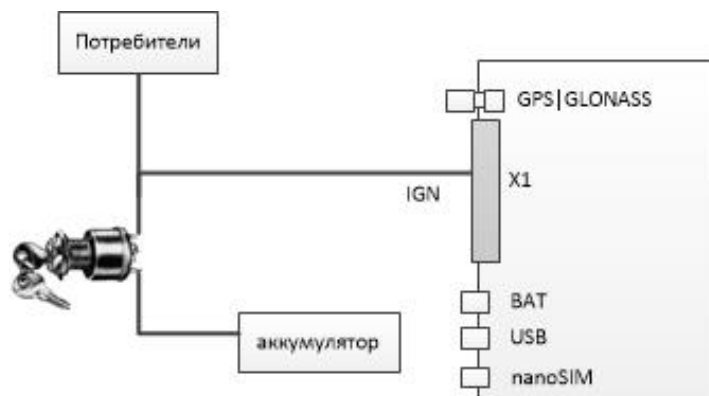 Потребители
GPS|GLONASS
X1
IGN
BAT
USB
аккумулятор
nanoSIM